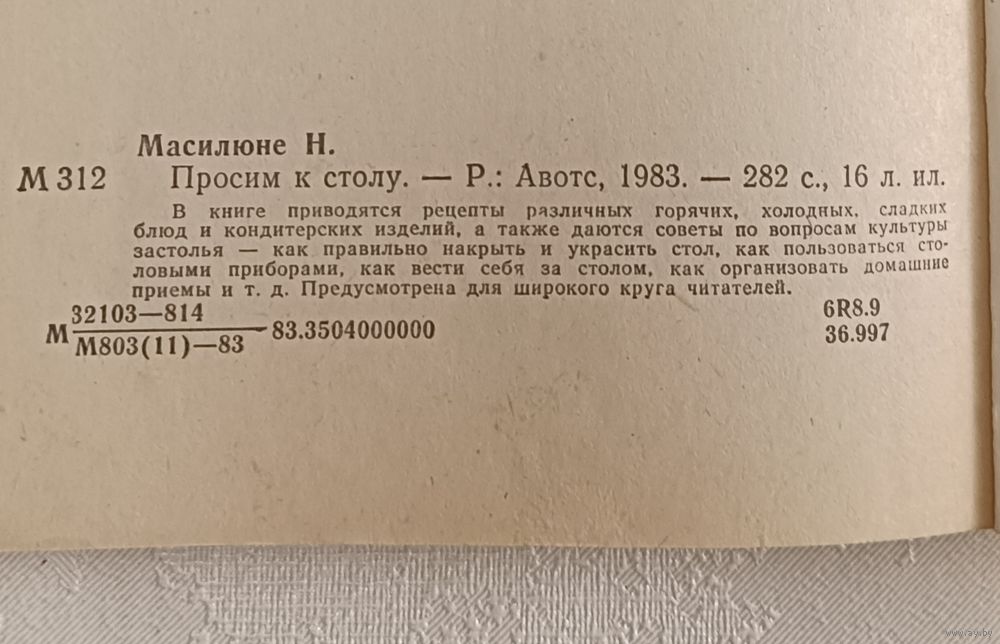 Масилюне Н.
М 312 Просим к столу. — Р.: Авотс, 1983. — 282 с., 16 л. ил.
В книге приводятся рецепты различных горячих, холодных, сладких
блюд и кондитерских изделий, а также даются советы по вопросам культуры
застолья — как правильно накрыть и украсить стол, как пользоваться сто-
ловыми приборами, как вести себя за столом, как организовать домашние
приемы и т. д. Предусмотрена для широкого круга читателей.
32103—814 6R8.9
М ——— 83.3504000000 36.997
М803(11)—83
www.ay.by